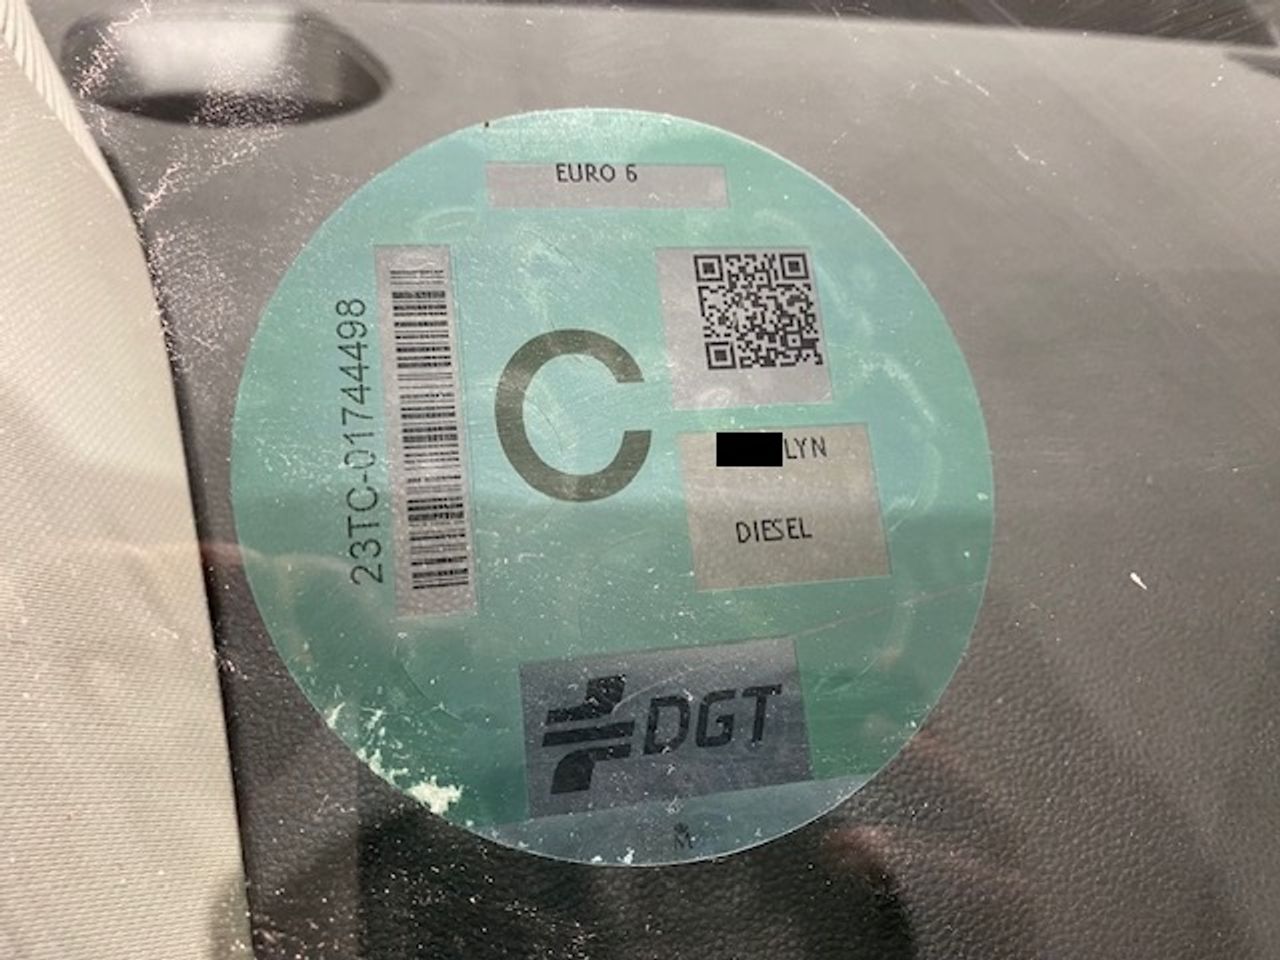 EURO 6
23TC-01744498
C
LYN
DIESEL
DGT
M